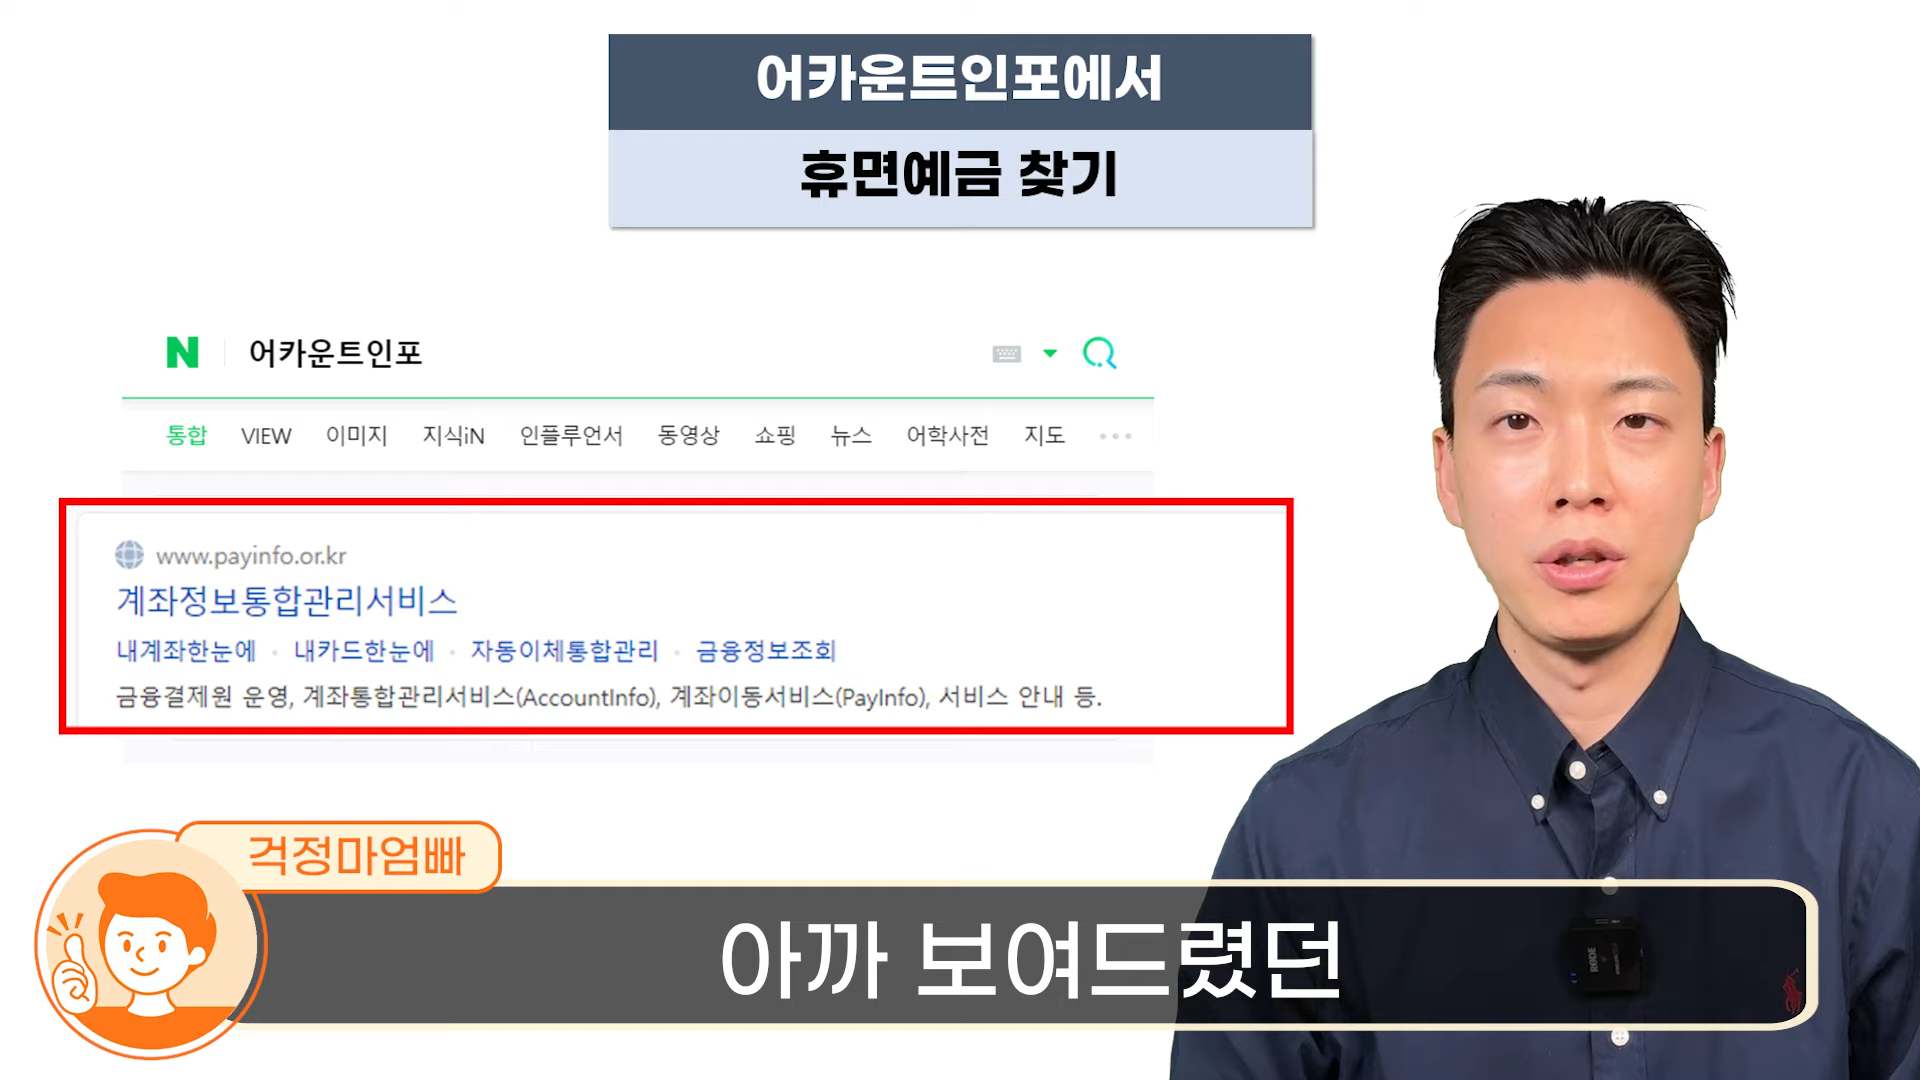 어카운트인포에서
휴면예금 찾기
N 어카운트인포
통합 VIEW 이미지 지식iN 인플루언서 동영상 쇼핑 뉴스 어학사전 지도
www.payinfo.or.kr
계좌정보통합관리서비스
내계좌한눈에 · 내카드한눈에 · 자동이체통합관리 · 금융정보조회
금융결제원 운영, 계좌통합관리서비스(AccountInfo), 계좌이동서비스(PayInfo), 서비스 안내 등.
걱정마엄빠
아까 보여드렸던
RØDE